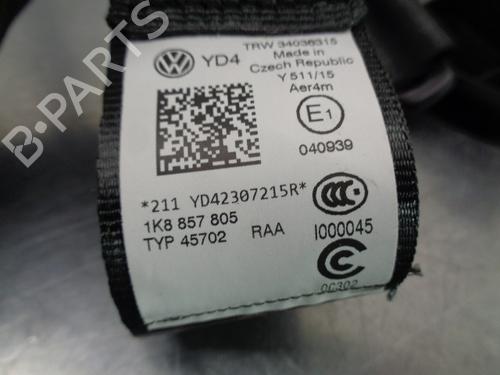 YD4
TRW 34036315
Made in
Czech Republic
Y 511/15
Aer4m
E1
040939
*211 YD42307215R*
1K8 857 805
TYP 45702 RAA
I000045
0C302
B-PARTS